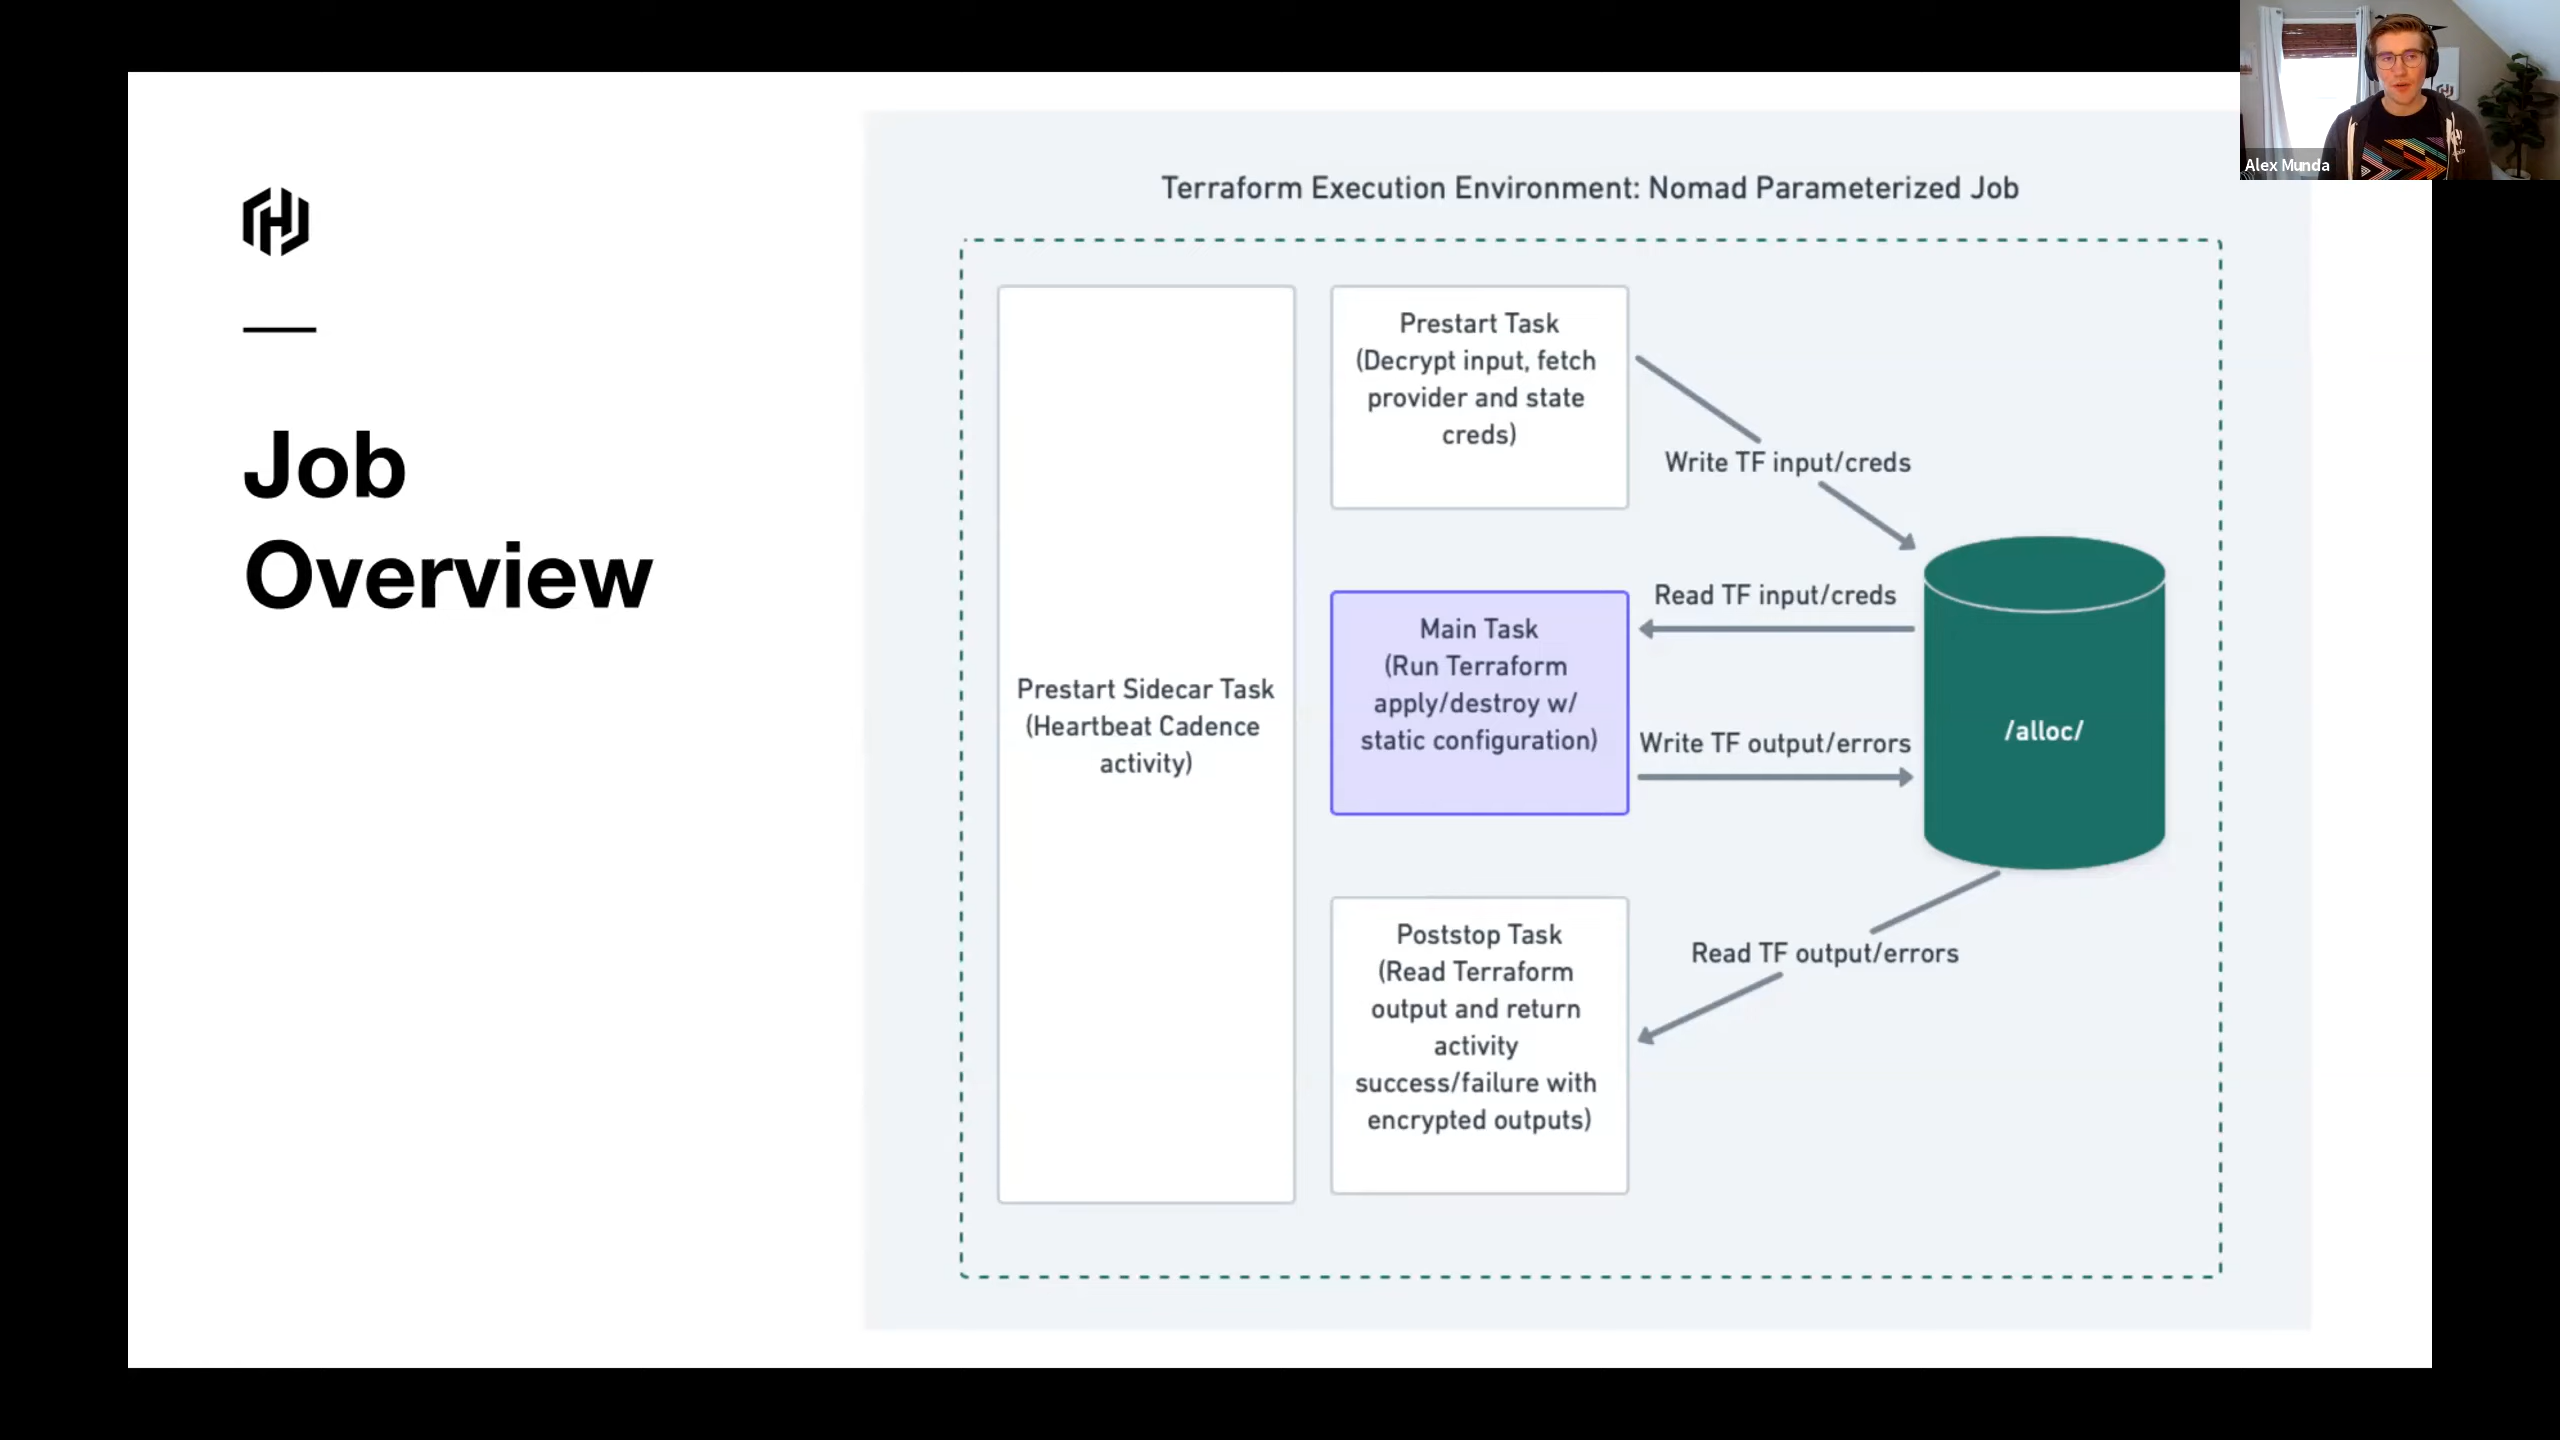 Alex Munda
Job
Overview
Terraform Execution Environment: Nomad Parameterized Job
Prestart Sidecar Task
(Heartbeat Cadence
activity)
Prestart Task
(Decrypt input, fetch
provider and state
creds)
Write TF input/creds
Read TF input/creds
Main Task
(Run Terraform
apply/destroy w/
static configuration)
Write TF output/errors
/alloc/
Read TF output/errors
Poststop Task
(Read Terraform
output and return
activity
success/failure with
encrypted outputs)